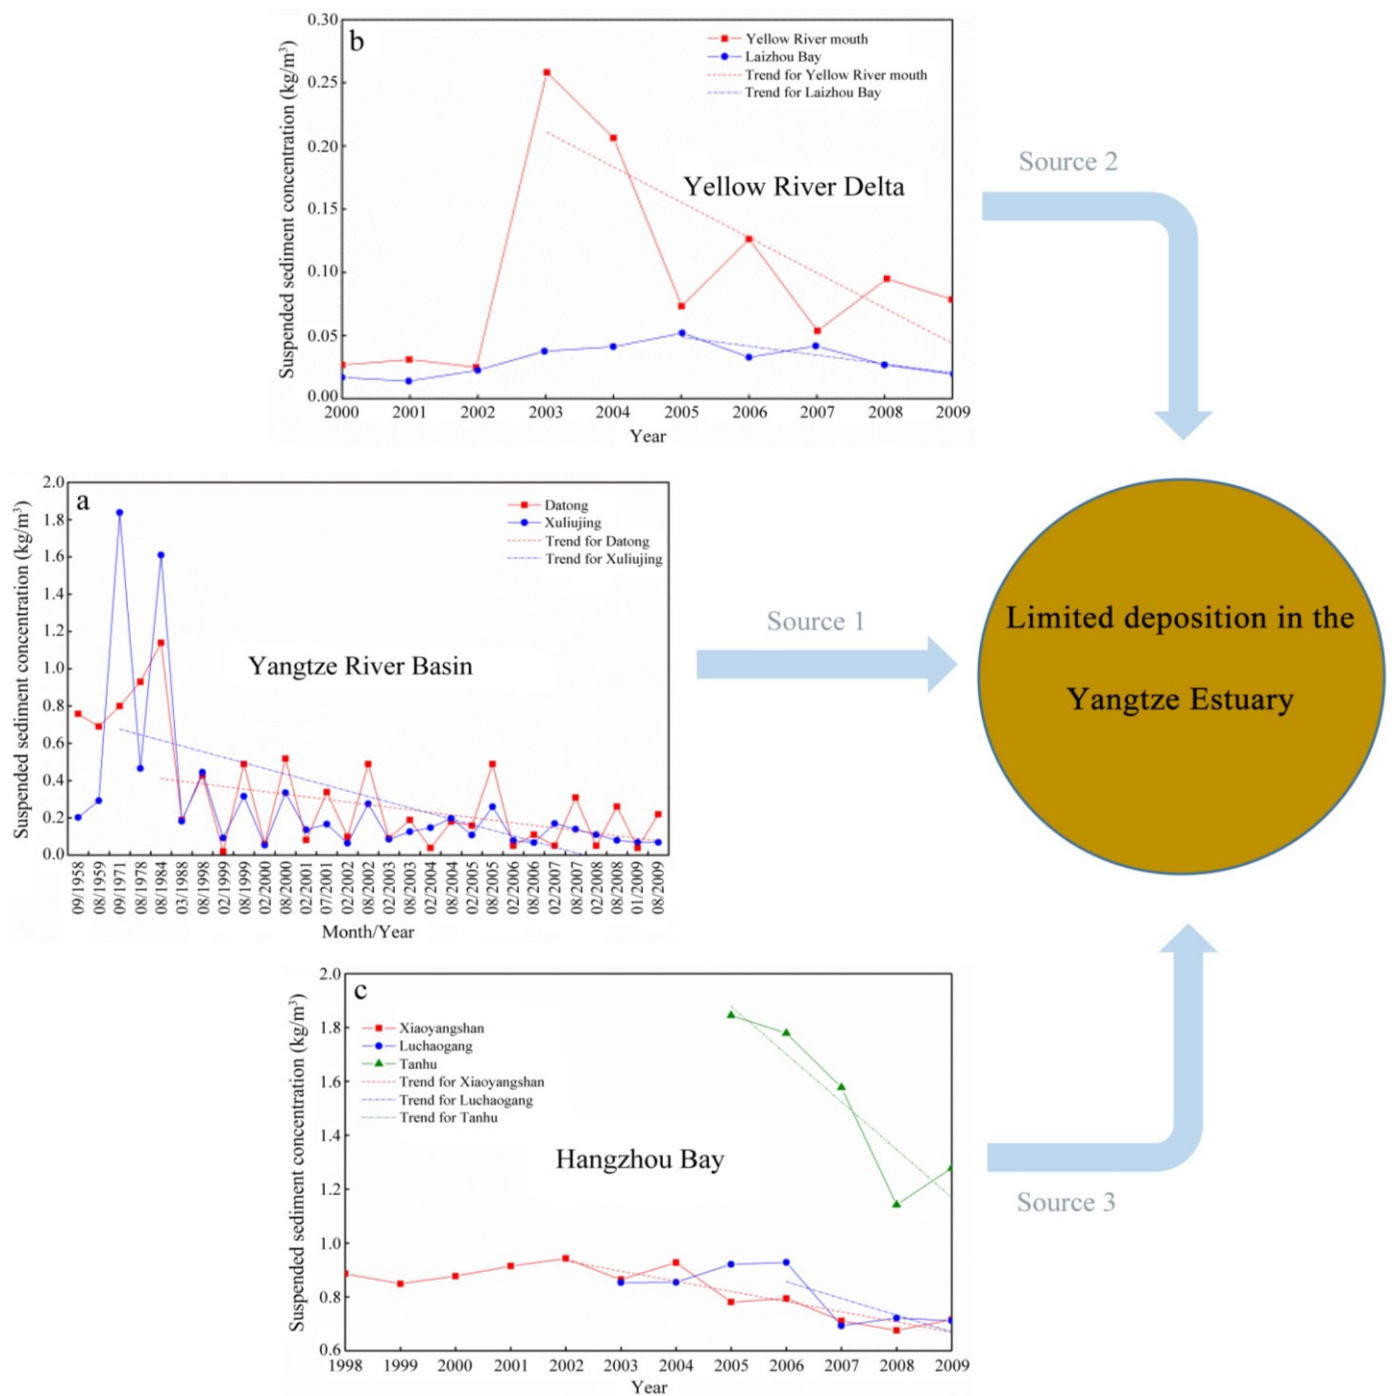 b
Yellow River mouth
Laizhou Bay
Trend for Yellow River mouth
Trend for Laizhou Bay
Yellow River Delta
Suspended sediment concentration (kg/m³)
0.30
0.25
0.20
0.15
0.10
0.05
0.00
2000 2001 2002 2003 2004 2005 2006 2007 2008 2009
Year
Source 2
a
Datong
Xuliujing
Trend for Datong
Trend for Xuliujing
Yangtze River Basin
Suspended sediment concentration (kg/m³)
2.0
1.8
1.6
1.4
1.2
1.0
0.8
0.6
0.4
0.2
0.0
09/1958
08/1959
09/1971
08/1978
08/1984
03/1988
08/1998
02/1999
08/1999
02/2000
08/2000
02/2001
07/2001
02/2002
08/2002
02/2003
08/2003
02/2004
08/2004
02/2005
08/2005
02/2006
08/2006
02/2007
08/2007
02/2008
08/2008
01/2009
08/2009
Month/Year
Source 1
Limited deposition in the
Yangtze Estuary
c
Xiaoyangshan
Luchaogang
Tanhu
Trend for Xiaoyangshan
Trend for Luchaogang
Trend for Tanhu
Hangzhou Bay
Suspended sediment concentration (kg/m³)
2.0
1.8
1.6
1.4
1.2
1.0
0.8
0.6
1998 1999 2000 2001 2002 2003 2004 2005 2006 2007 2008 2009
Year
Source 3